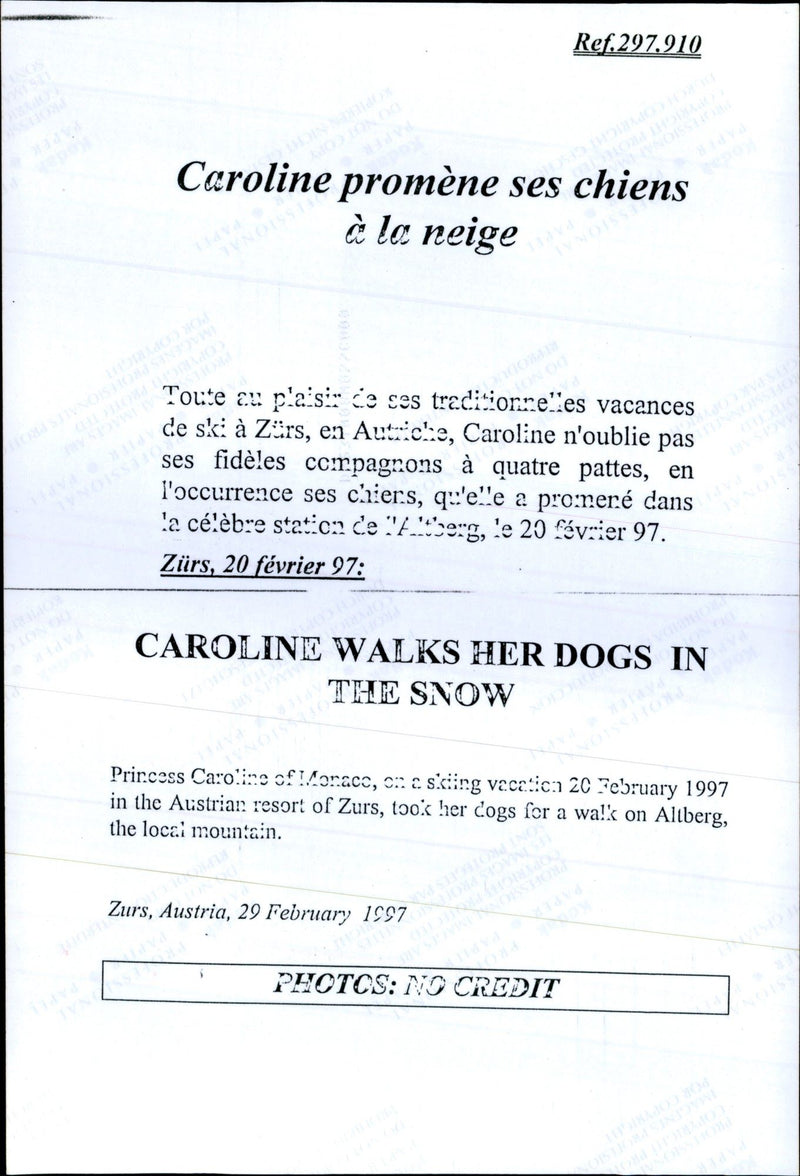 Ref.297.910
Caroline promène ses chiens
à la neige
Toute au plaisir de ses traditionnelles vacances
de ski à Zürs, en Autriche, Caroline n'oublie pas
ses fidèles compagnons à quatre pattes, en
l'occurrence ses chiens, qu'elle a promené dans
la célèbre station de l'Altberg, le 20 février 97.
Zürs, 20 février 97:
CAROLINE WALKS HER DOGS IN
THE SNOW
Princess Caroline of Monaco, on a skiing vacation 20 February 1997
in the Austrian resort of Zurs, took her dogs for a walk on Altberg,
the local mountain.
Zurs, Austria, 29 February 1997
PHOTOS: NO CREDIT